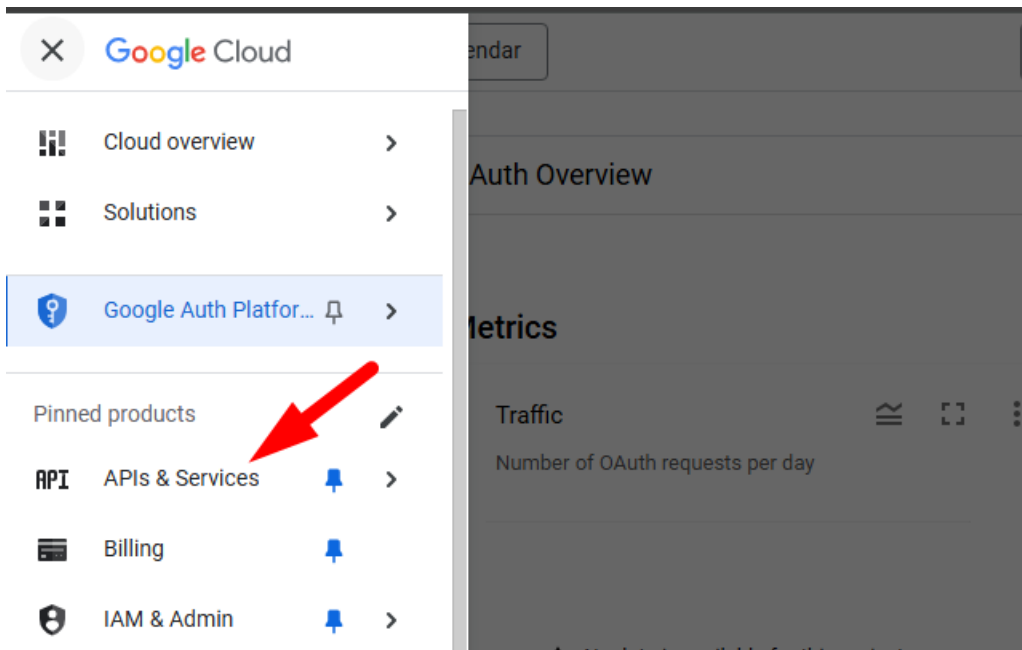 Google Cloud
endar
Cloud overview
Auth Overview
Solutions
Google Auth Platfor...
Metrics
Pinned products
Traffic
Number of OAuth requests per day
API
APIs & Services
Billing
IAM & Admin